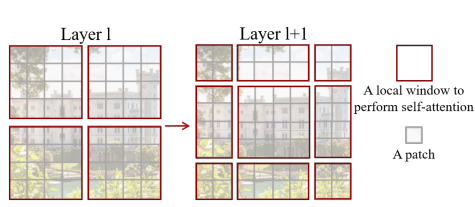 Layer l
Layer l+1
A local window to
perform self-attention
A patch